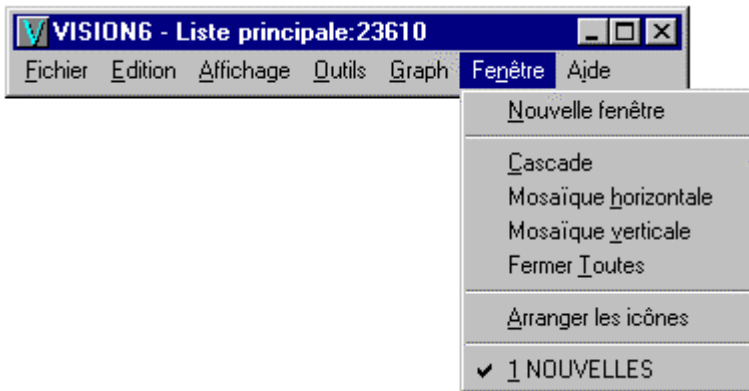 VISION6 - Liste principale:23610
Fichier Edition Affichage Outils Graph Fenêtre Aide
Nouvelle fenêtre
Cascade
Mosaïque horizontale
Mosaïque verticale
Fermer Toutes
Arranger les icônes
✔ 1 NOUVELLES